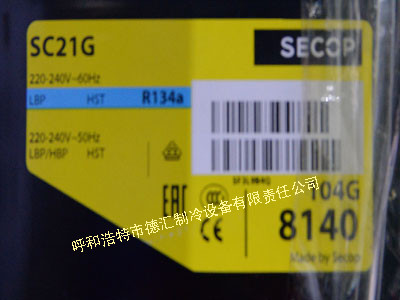 SC21G
SECOP
220-240V~60Hz
LBP HST R134a
220-240V~50Hz
LBP/HBP HST
104G
8140
Made by Secop
EAC
CCC
CE
呼和浩特市德汇制冷设备有限责任公司